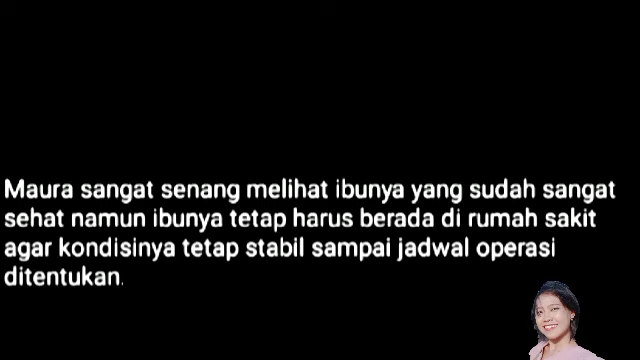 Maura sangat senang melihat ibunya yang sudah sangat
sehat namun ibunya tetap harus berada di rumah sakit
agar kondisinya tetap stabil sampai jadwal operasi
ditentukan.